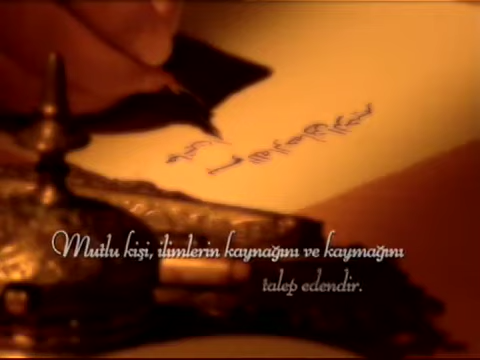 Mutlu kişi, ilimlerin kaynağını ve kaymağını
talep edendir.